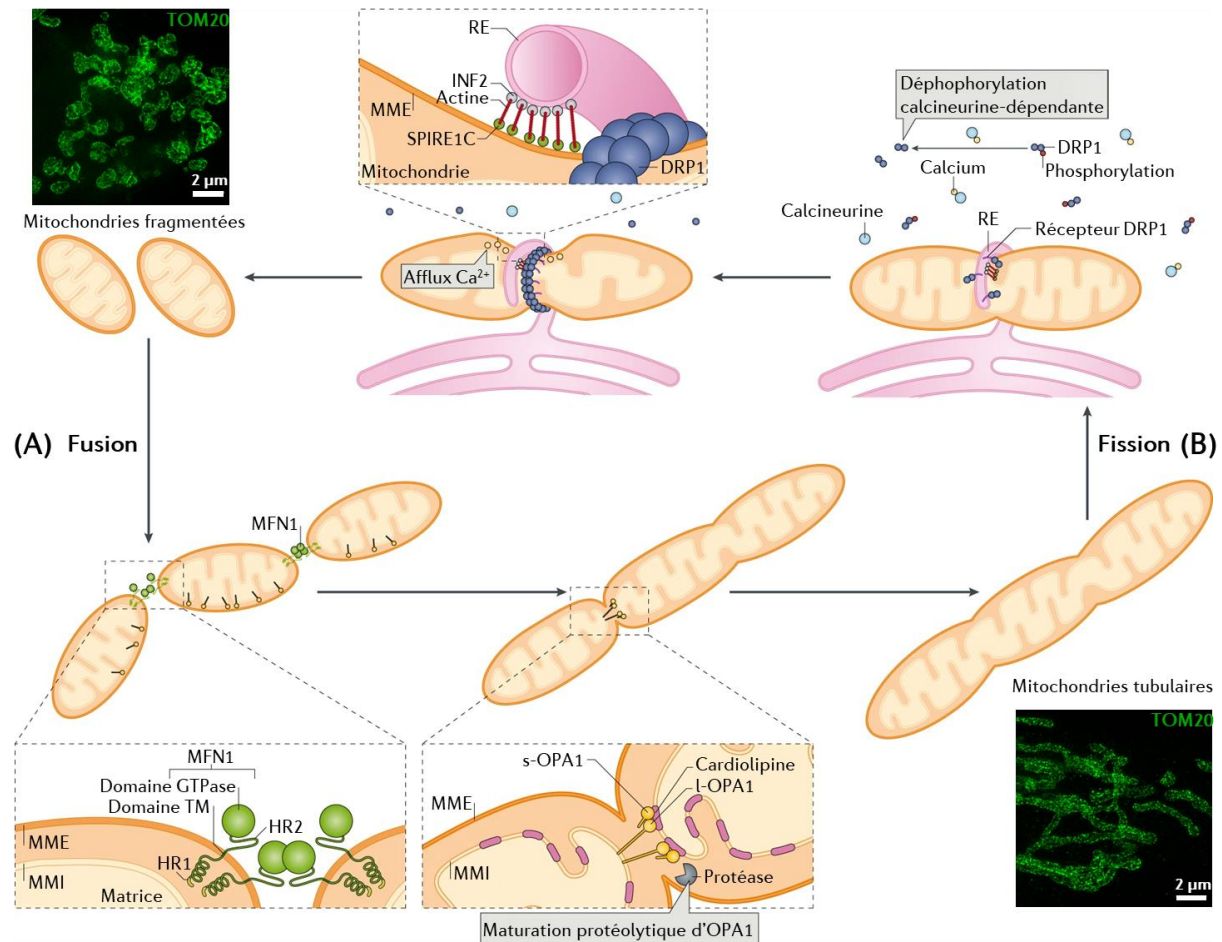 TOM20
2 µm
Mitochondries fragmentées
RE
INF2
Actine
MME
SPIRE1C
Mitochondrie
DRP1
Afflux Ca²⁺
Déphophorylation
calcineurine-dépendante
DRP1
Calcium
Phosphorylation
Calcineurine
RE
Récepteur DRP1
(A) Fusion
Fission (B)
MFN1
Mitochondries tubulaires
TOM20
2 µm
MFN1
Domaine GTPase
Domaine TM
HR2
MME
HR1
MMI
Matrice
s-OPA1
Cardiolipine
l-OPA1
MME
MMI
Protéase
Maturation protéolytique d'OPA1